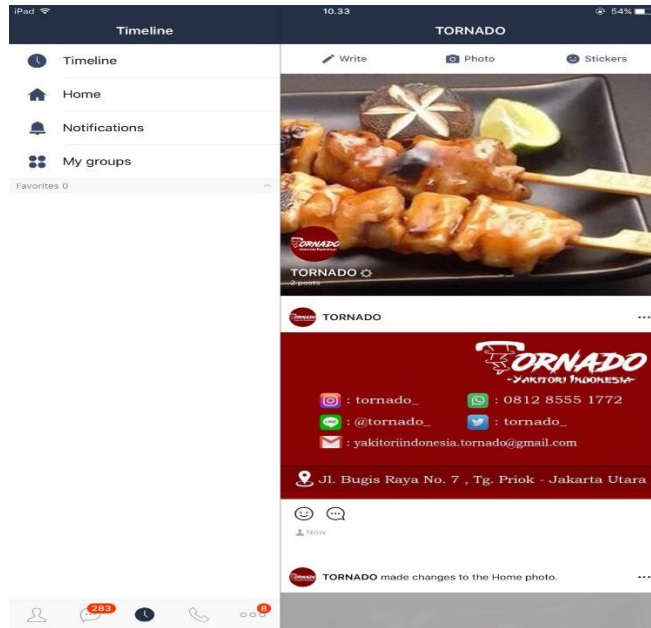 iPad 10.33 54%
Timeline
TORNADO
Timeline
Home
Notifications
My groups
Favorites 0
Write Photo Stickers
TORNADO
TORNADO
2 posts
TORNADO
TORNADO
-YAKITORI INDONESIA-
: tornado_ : 0812 8555 1772
: @tornado_ : tornado_
: yakitoriindonesia.tornado@gmail.com
Jl. Bugis Raya No. 7 , Tg. Priok - Jakarta Utara
Now
TORNADO made changes to the Home photo.
283
8